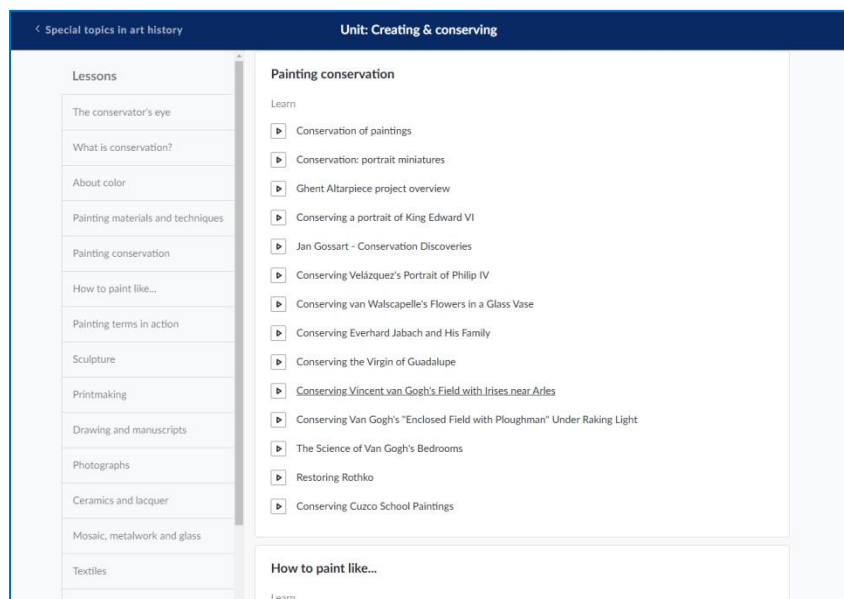 < Special topics in art history
Unit: Creating & conserving
Lessons
The conservator's eye
What is conservation?
About color
Painting materials and techniques
Painting conservation
How to paint like...
Painting terms in action
Sculpture
Printmaking
Drawing and manuscripts
Photographs
Ceramics and lacquer
Mosaic, metalwork and glass
Textiles
Painting conservation
Learn
Conservation of paintings
Conservation: portrait miniatures
Ghent Altarpiece project overview
Conserving a portrait of King Edward VI
Jan Gossart - Conservation Discoveries
Conserving Velázquez's Portrait of Philip IV
Conserving van Walscapelle's Flowers in a Glass Vase
Conserving Everhard Jabach and His Family
Conserving the Virgin of Guadalupe
Conserving Vincent van Gogh's Field with Irises near Arles
Conserving Van Gogh's "Enclosed Field with Ploughman" Under Raking Light
The Science of Van Gogh's Bedrooms
Restoring Rothko
Conserving Cuzco School Paintings
How to paint like...
Learn